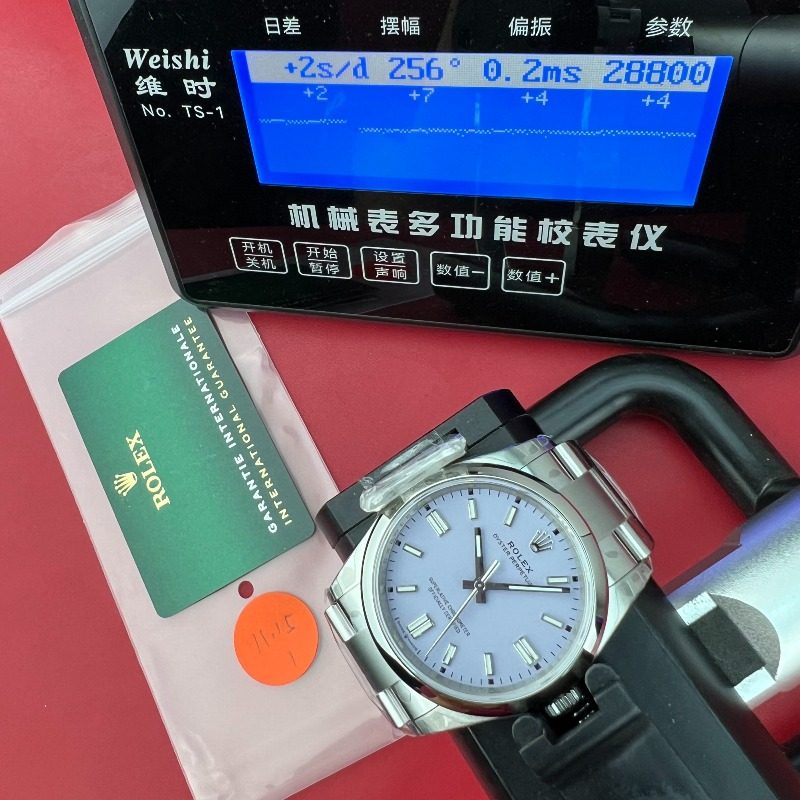 日差 摆幅 偏振 参数
Weishi
维时
No. TS-1
+2s/d 256° 0.2ms 28800
+2 +7 +4 +4
机械表多功能校表仪
开机 关机
开始 暂停
设置 声响
数值－
数值＋
ROLEX
GARANTIE INTERNATIONALE
INTERNATIONAL GUARANTEE
ROLEX
OYSTER PERPETUAL
SUPERLATIVE CHRONOMETER
OFFICIALLY CERTIFIED